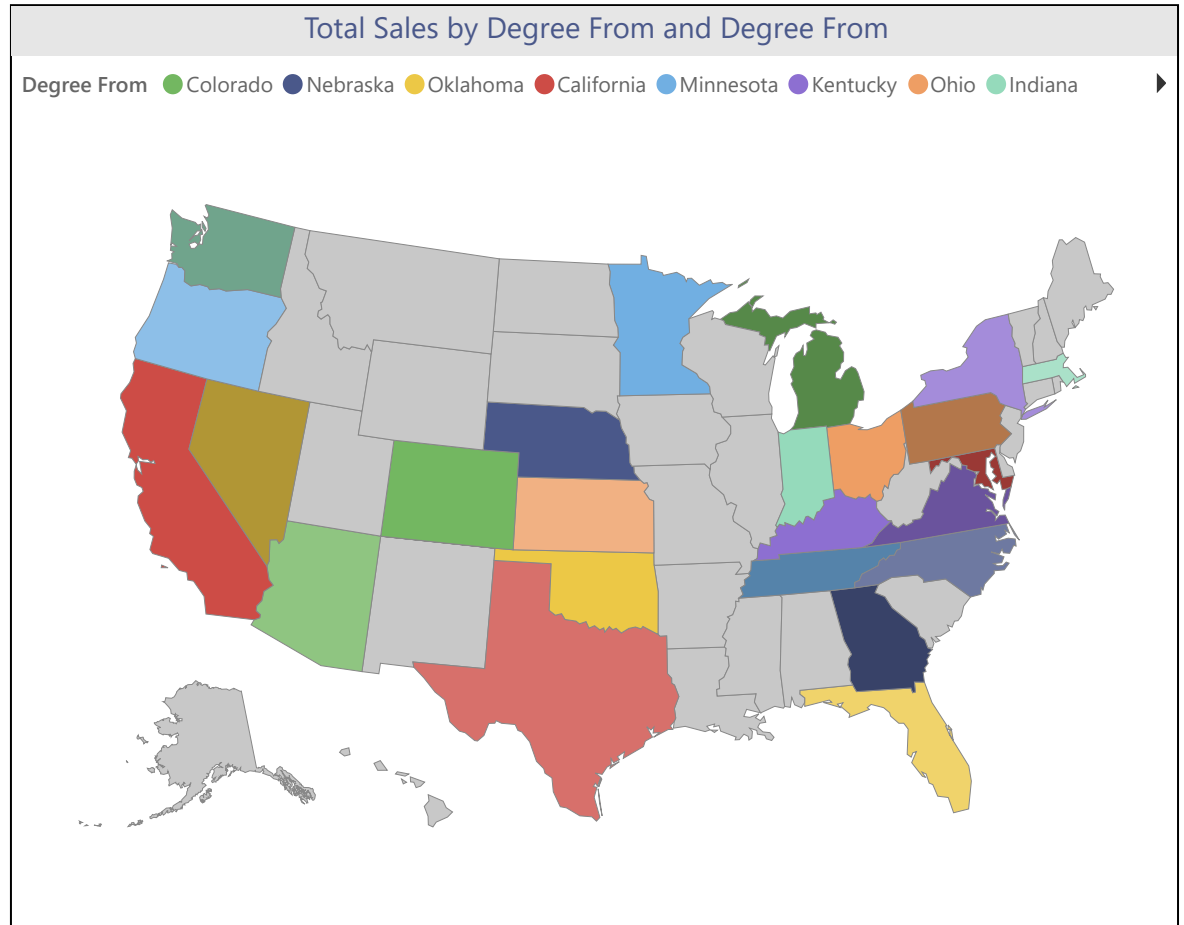 Total Sales by Degree From and Degree From
Degree From Colorado Nebraska Oklahoma California Minnesota Kentucky Ohio Indiana